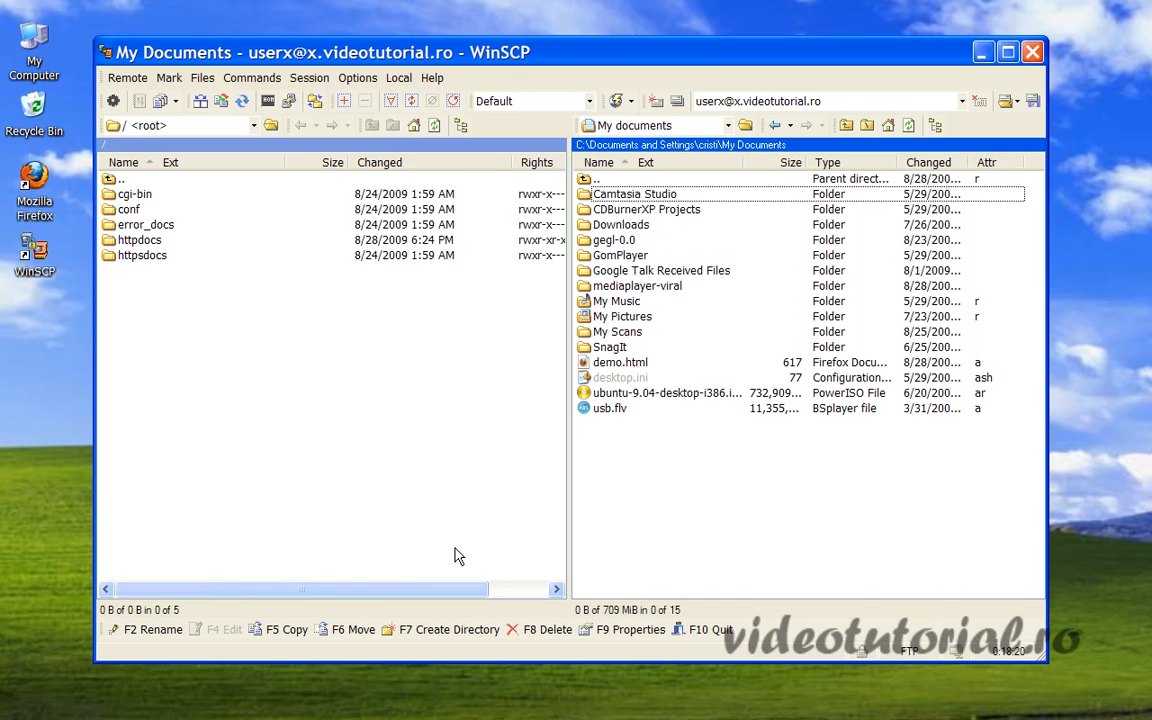 My Computer
Recycle Bin
Mozilla Firefox
WinSCP
My Documents - userx@x.videotutorial.ro - WinSCP
Remote Mark Files Commands Session Options Local Help
Default userx@x.videotutorial.ro
/ <root> My documents
/ C:\Documents and Settings\cristi\My Documents
Name Ext Size Changed Rights
..
cgi-bin 8/24/2009 1:59 AM rwxr-x---
conf 8/24/2009 1:59 AM rwxr-x---
error_docs 8/24/2009 1:59 AM rwxr-x---
httpdocs 8/28/2009 6:24 PM rwxr-xr-x
httpsdocs 8/24/2009 1:59 AM rwxr-x---
Name Ext Size Type Changed Attr
.. Parent direct... 8/28/200... r
Camtasia Studio Folder 5/29/200...
CDBurnerXP Projects Folder 5/29/200...
Downloads Folder 7/26/200...
gegl-0.0 Folder 8/23/200...
GomPlayer Folder 5/29/200...
Google Talk Received Files Folder 8/1/2009...
mediaplayer-viral Folder 8/28/200...
My Music Folder 5/29/200... r
My Pictures Folder 7/23/200... r
My Scans Folder 8/25/200...
SnagIt Folder 6/25/200...
demo.html 617 Firefox Docu... 8/28/200... a
desktop.ini 77 Configuration... 5/29/200... ash
ubuntu-9.04-desktop-i386.i... 732,909... PowerISO File 6/20/200... ar
usb.flv 11,355,... BSplayer file 3/31/200... a
0 B of 0 B in 0 of 5 0 B of 709 MiB in 0 of 15
F2 Rename F4 Edit F5 Copy F6 Move F7 Create Directory F8 Delete F9 Properties F10 Quit
videotutorial.ro
FTP 0:18:20